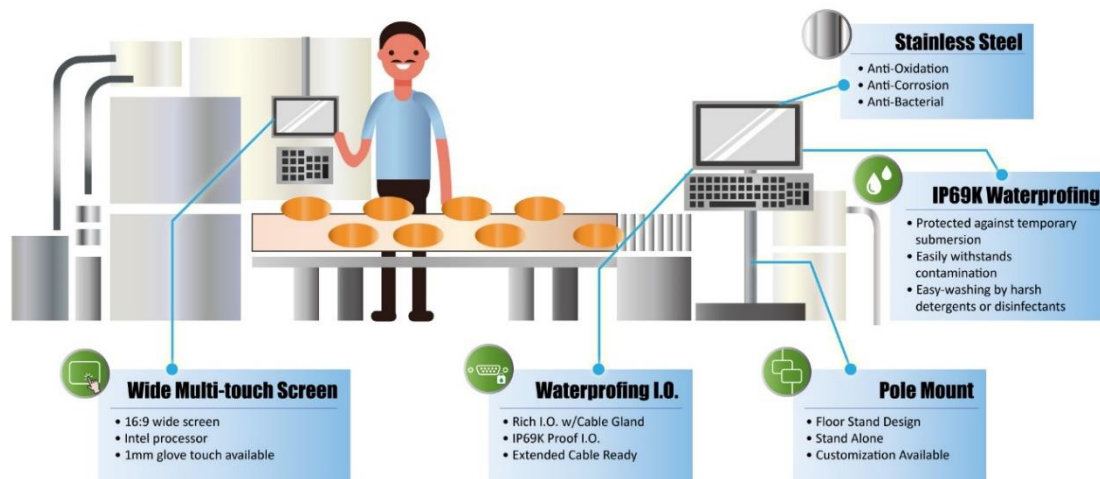 Stainless Steel
• Anti-Oxidation
• Anti-Corrosion
• Anti-Bacterial
IP69K Waterprofing
• Protected against temporary
submersion
• Easily withstands
contamination
• Easy-washing by harsh
detergents or disinfectants
Wide Multi-touch Screen
• 16:9 wide screen
• Intel processor
• 1mm glove touch available
Waterprofing I.O.
• Rich I.O. w/Cable Gland
• IP69K Proof I.O.
• Extended Cable Ready
Pole Mount
• Floor Stand Design
• Stand Alone
• Customization Available